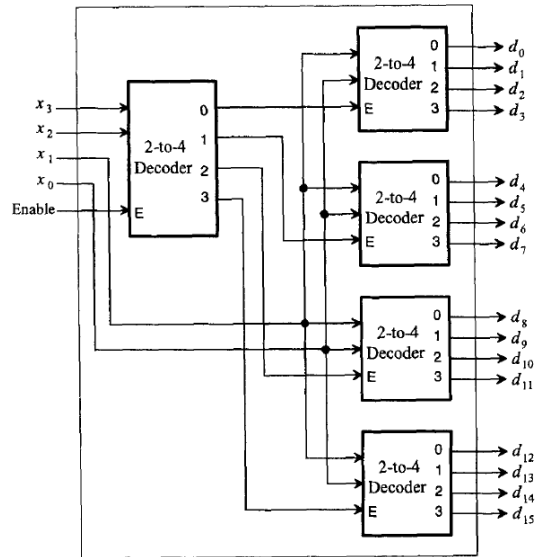 x3
x2
x1
x0
Enable
2-to-4
Decoder
E
0
1
2
3
2-to-4
Decoder
E
0
1
2
3
d0
d1
d2
d3
2-to-4
Decoder
E
0
1
2
3
d4
d5
d6
d7
2-to-4
Decoder
E
0
1
2
3
d8
d9
d10
d11
2-to-4
Decoder
E
0
1
2
3
d12
d13
d14
d15